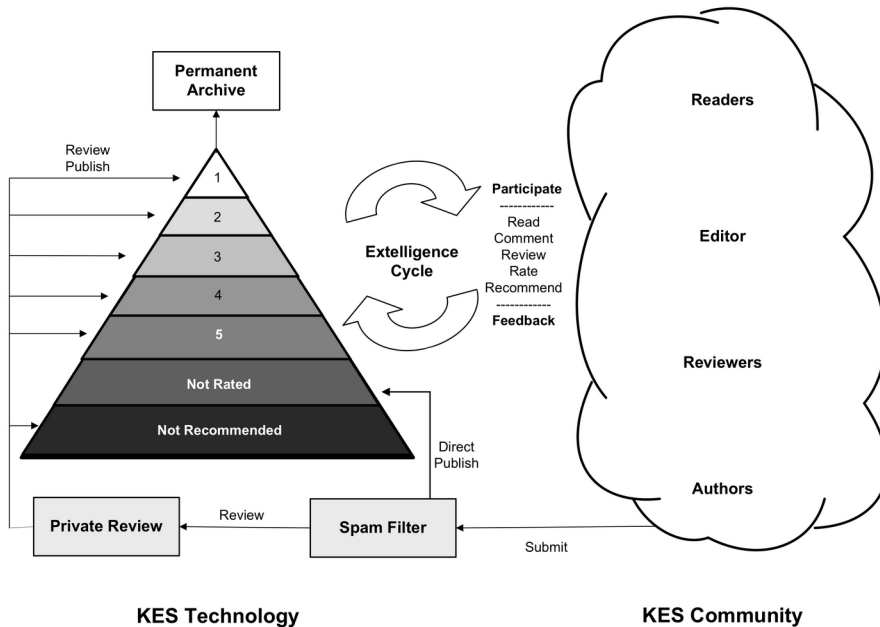 Permanent
Archive
Review
Publish
1
2
3
4
5
Not Rated
Not Recommended
Extelligence
Cycle
Participate
------------
Read
Comment
Review
Rate
Recommend
------------
Feedback
Readers
Editor
Reviewers
Authors
Direct
Publish
Private Review
Review
Spam Filter
Submit
KES Technology
KES Community